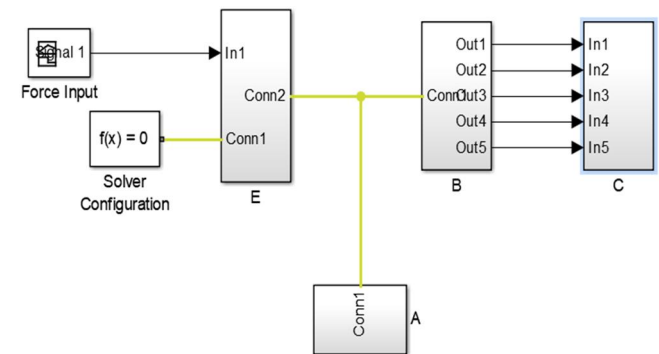 Signal 1
Force Input
f(x) = 0
Solver
Configuration
In1
Conn2
Conn1
E
Conn1
Out1
Out2
Out3
Out4
Out5
B
In1
In2
In3
In4
In5
C
Conn1
A